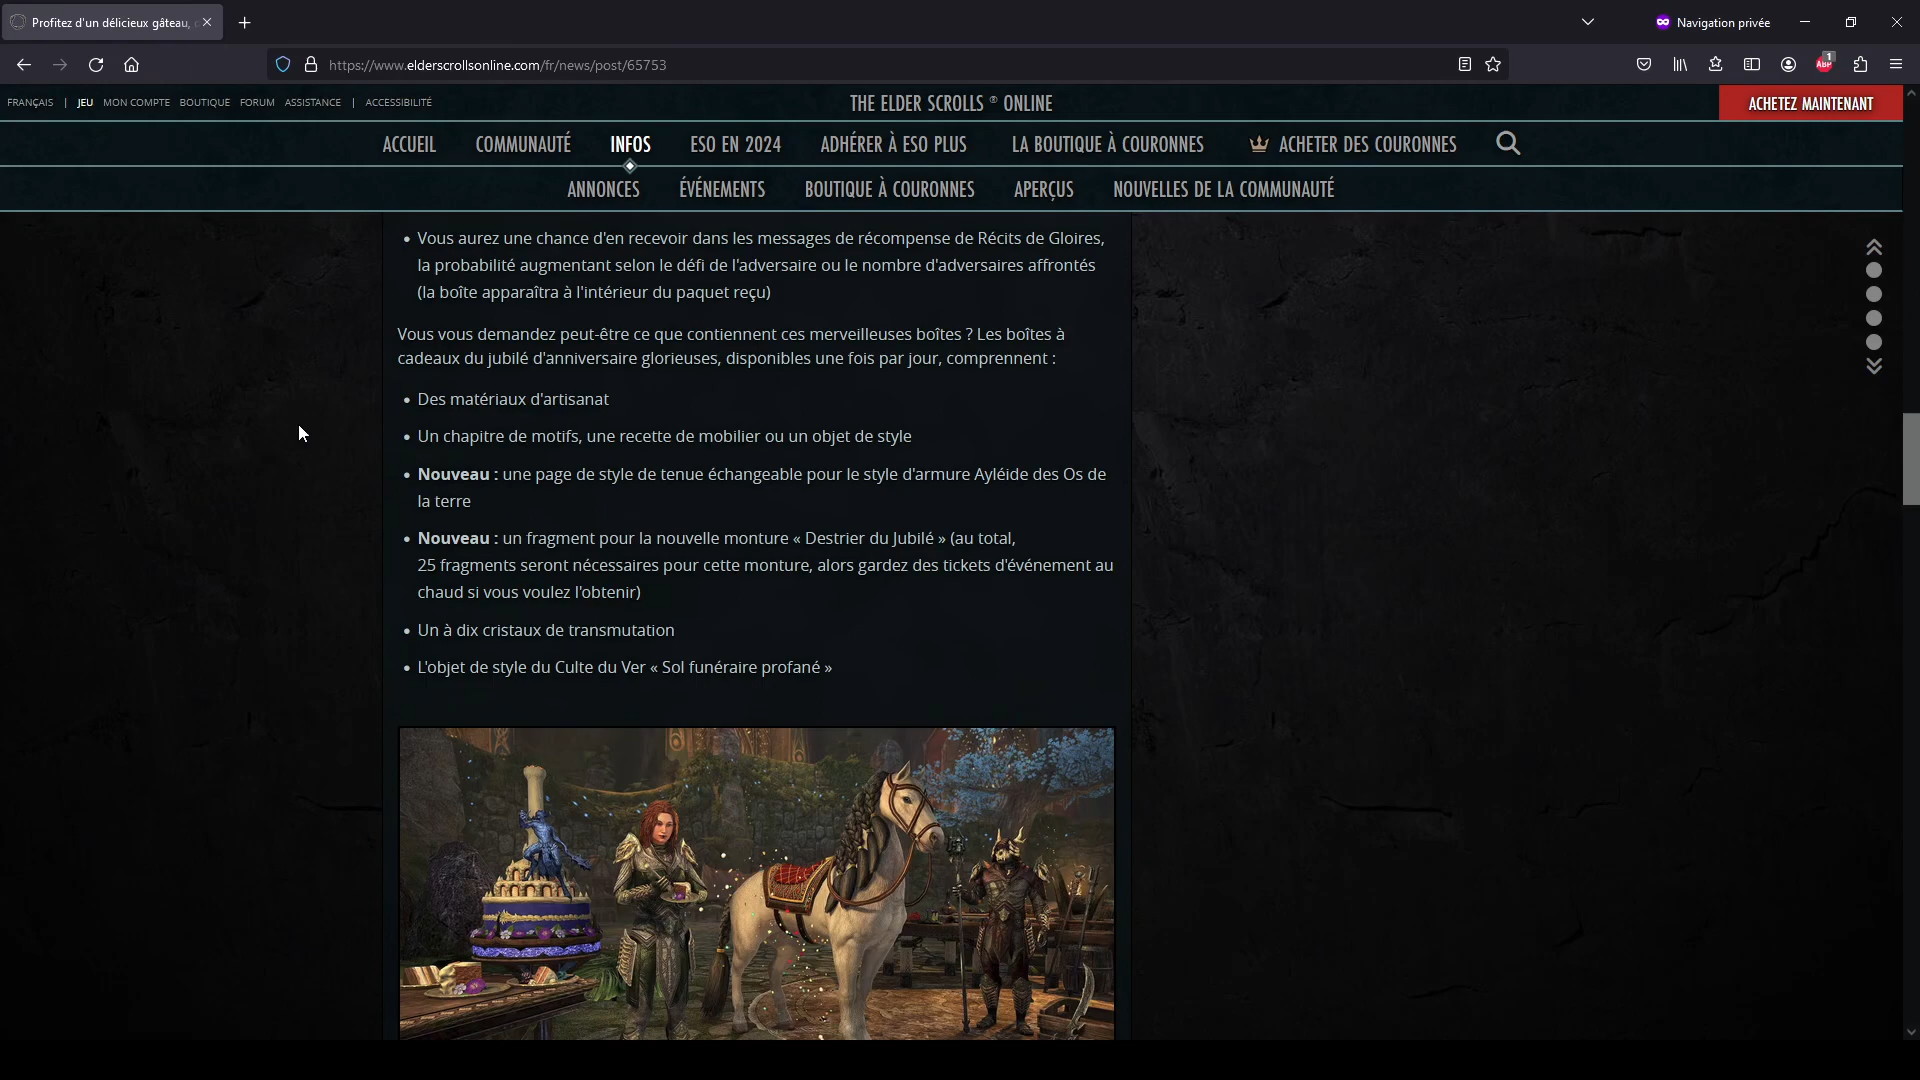 Profitez d'un délicieux gâteau,
Navigation privée
https://www.elderscrollsonline.com/fr/news/post/65753
1
ABP
FRANÇAIS | JEU MON COMPTE BOUTIQUE FORUM ASSISTANCE | ACCESSIBILITÉ
THE ELDER SCROLLS ® ONLINE
ACHETEZ MAINTENANT
ACCUEIL COMMUNAUTÉ INFOS ESO EN 2024 ADHÉRER À ESO PLUS LA BOUTIQUE À COURONNES ACHETER DES COURONNES
ANNONCES ÉVÉNEMENTS BOUTIQUE À COURONNES APERÇUS NOUVELLES DE LA COMMUNAUTÉ
• Vous aurez une chance d'en recevoir dans les messages de récompense de Récits de Gloires,
la probabilité augmentant selon le défi de l'adversaire ou le nombre d'adversaires affrontés
(la boîte apparaîtra à l'intérieur du paquet reçu)
Vous vous demandez peut-être ce que contiennent ces merveilleuses boîtes ? Les boîtes à
cadeaux du jubilé d'anniversaire glorieuses, disponibles une fois par jour, comprennent :
• Des matériaux d'artisanat
• Un chapitre de motifs, une recette de mobilier ou un objet de style
• Nouveau : une page de style de tenue échangeable pour le style d'armure Ayléide des Os de
la terre
• Nouveau : un fragment pour la nouvelle monture « Destrier du Jubilé » (au total,
25 fragments seront nécessaires pour cette monture, alors gardez des tickets d'événement au
chaud si vous voulez l'obtenir)
• Un à dix cristaux de transmutation
• L'objet de style du Culte du Ver « Sol funéraire profané »